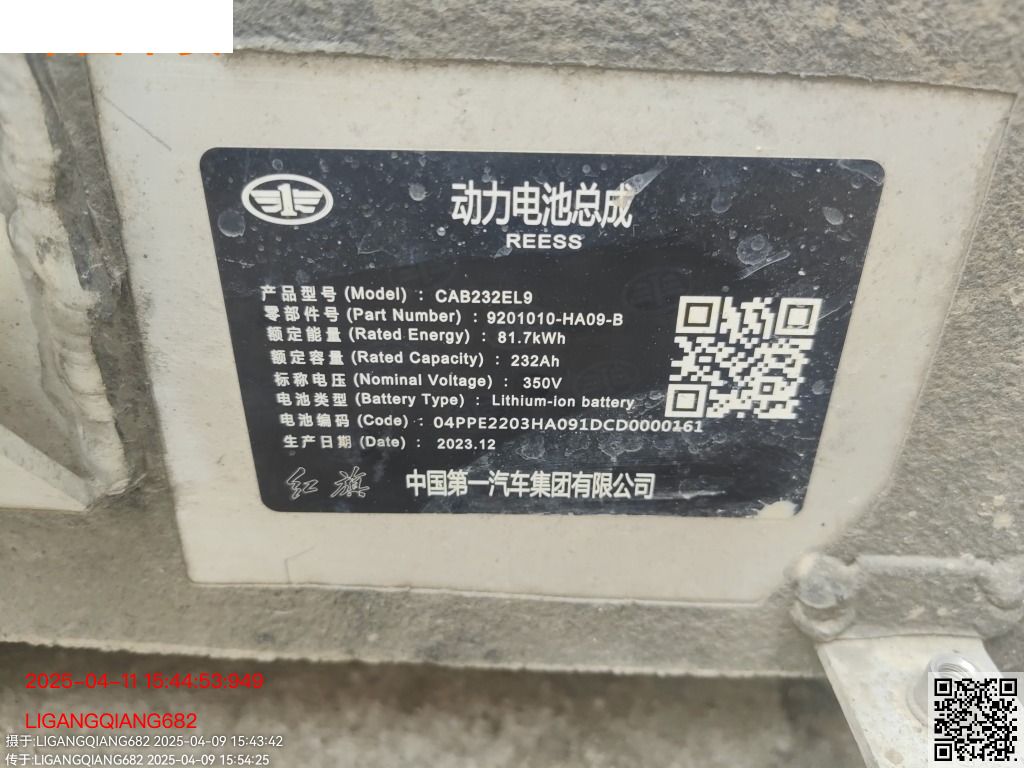 动力电池总成
REESS
产品型号 (Model) : CAB232EL9
零部件号 (Part Number) : 9201010-HA09-B
额定能量 (Rated Energy) : 81.7kWh
额定容量 (Rated Capacity) : 232Ah
标称电压 (Nominal Voltage) : 350V
电池类型 (Battery Type) : Lithium-ion battery
电池编码 (Code) : 04PPE2203HA091DCD0000161
生产日期 (Date) : 2023.12
红旗 中国第一汽车集团有限公司
2025-04-11 15:44:53:949
LIGANGQIANG682
摄于:LIGANGQIANG682 2025-04-09 15:43:42
传于:LIGANGQIANG682 2025-04-09 15:54:25